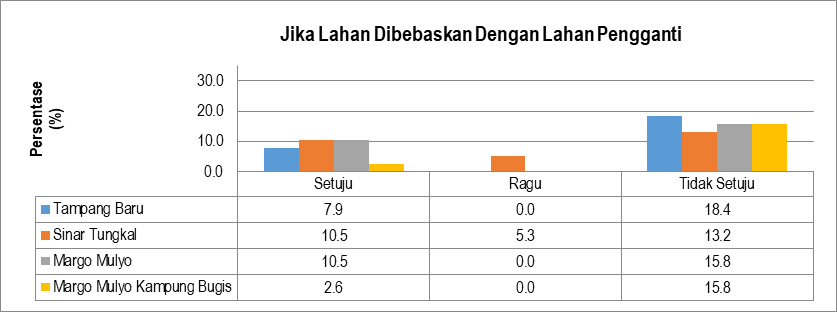 Jika Lahan Dibebaskan Dengan Lahan Pengganti
Persentase
(%)
30.0
20.0
10.0
0.0
Setuju Ragu Tidak Setuju
Tampang Baru 7.9 0.0 18.4
Sinar Tungkal 10.5 5.3 13.2
Margo Mulyo 10.5 0.0 15.8
Margo Mulyo Kampung Bugis 2.6 0.0 15.8